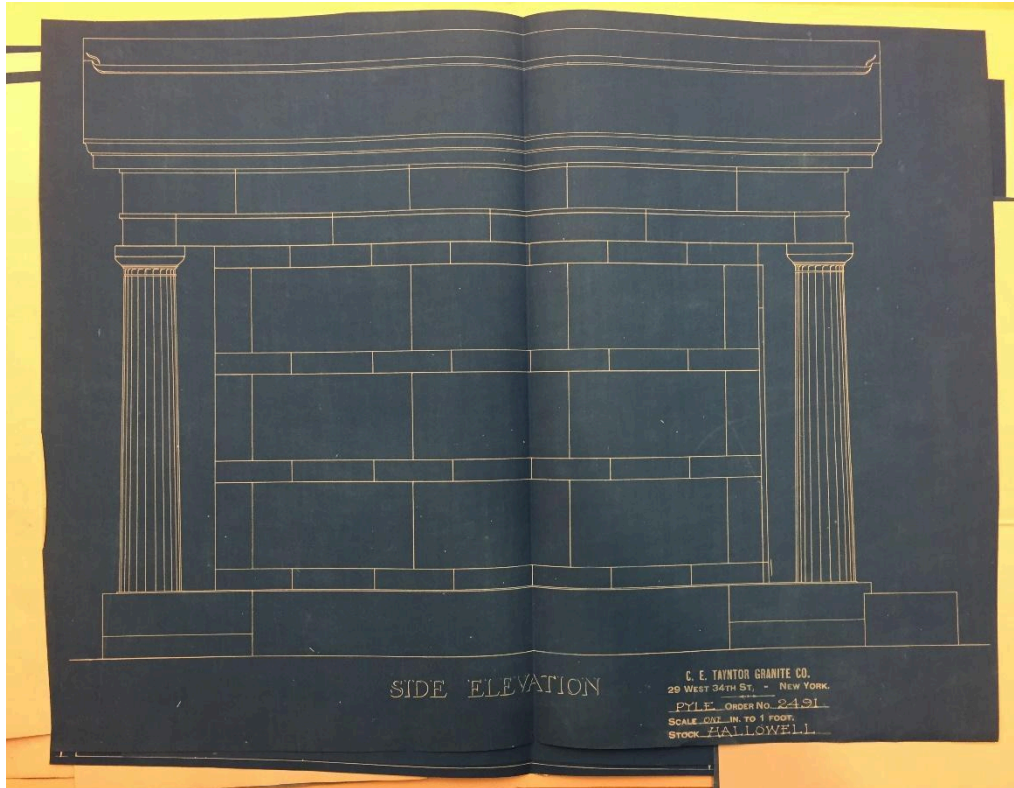 SIDE ELEVATION
C. E. TAYNTOR GRANITE CO.
29 WEST 34TH ST, - NEW YORK.
PYLE ORDER NO. 2491
SCALE ONE IN. TO 1 FOOT.
STOCK HALLOWELL